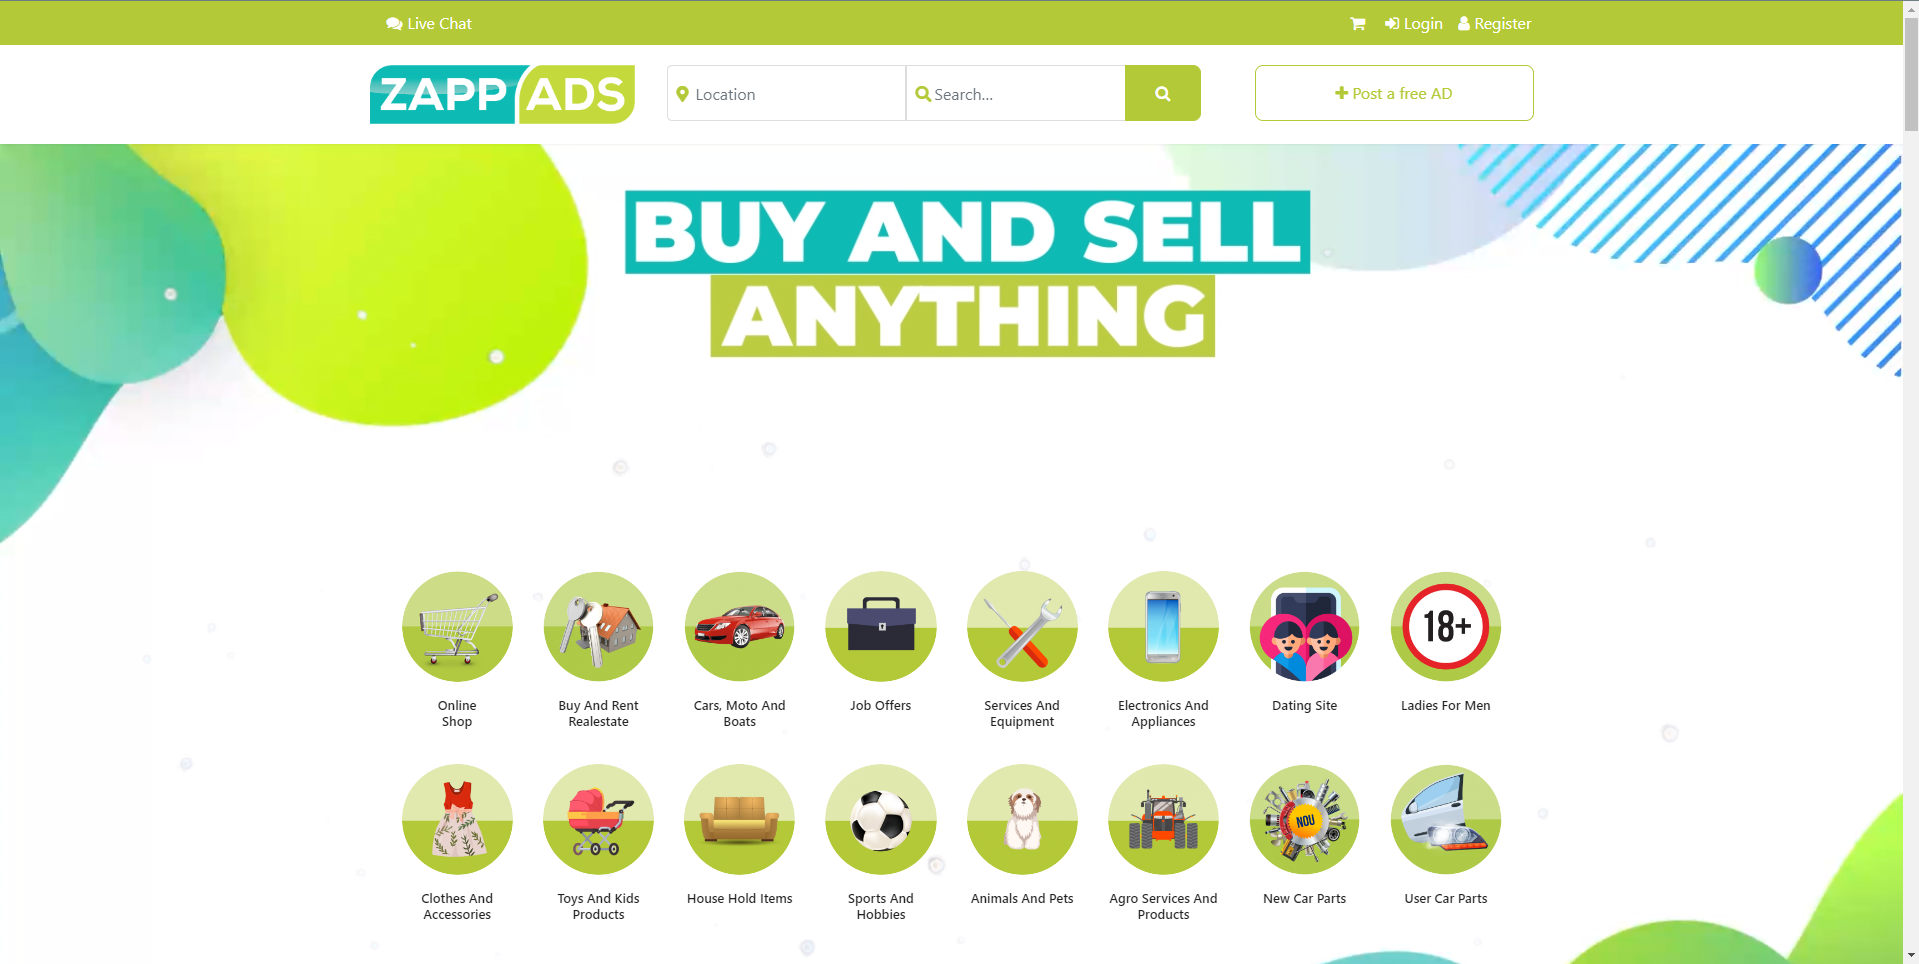 Live Chat
Login
Register
ZAPP ADS
Location
Search...
Post a free AD
BUY AND SELL
ANYTHING
18+
Online
Shop
Buy And Rent
Realestate
Cars, Moto And
Boats
Job Offers
Services And
Equipment
Electronics And
Appliances
Dating Site
Ladies For Men
NOU
Clothes And
Accessories
Toys And Kids
Products
House Hold Items
Sports And
Hobbies
Animals And Pets
Agro Services And
Products
New Car Parts
User Car Parts